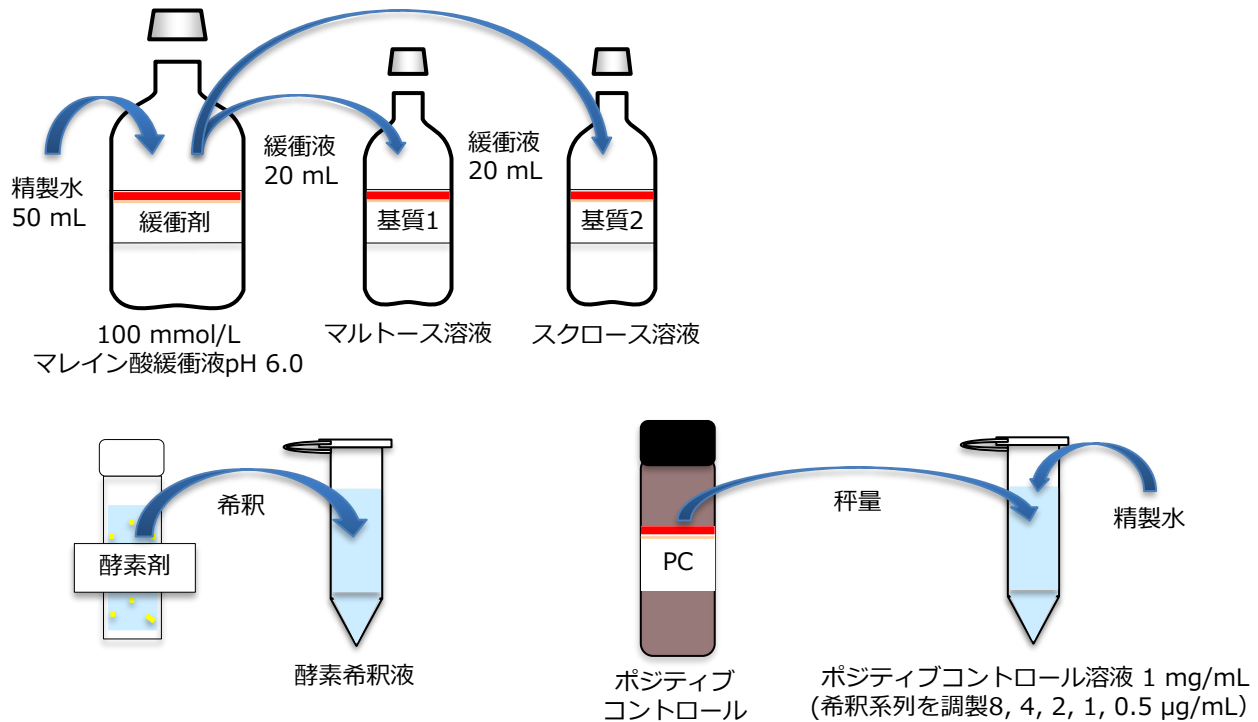 精製水
50 mL
緩衝剤
緩衝液
20 mL
基質1
緩衝液
20 mL
基質2
100 mmol/L
マレイン酸緩衝液pH 6.0
マルトース溶液
スクロース溶液
酵素剤
希釈
酵素希釈液
PC
秤量
精製水
ポジティブ
コントロール
ポジティブコントロール溶液 1 mg/mL
(希釈系列を調製8, 4, 2, 1, 0.5 μg/mL）